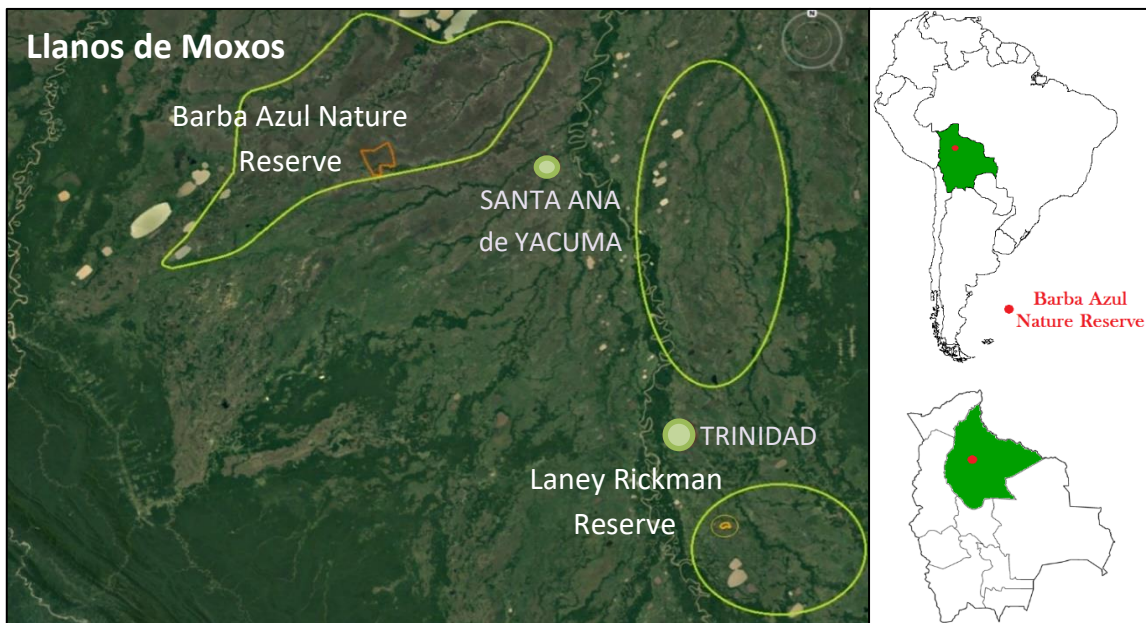 Llanos de Moxos
Barba Azul Nature
Reserve
SANTA ANA
de YACUMA
TRINIDAD
Laney Rickman
Reserve
Barba Azul
Nature Reserve